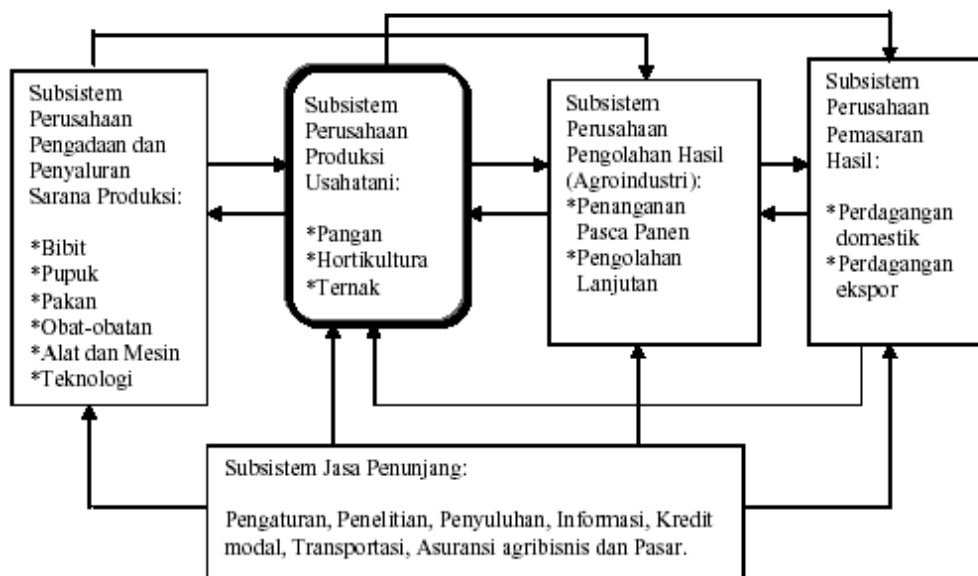 Subsistem
Perusahaan
Pengadaan dan
Penyaluran
Sarana Produksi:
*Bibit
*Pupuk
*Pakan
*Obat-obatan
*Alat dan Mesin
*Teknologi
Subsistem
Perusahaan
Produksi
Usahatani:
*Pangan
*Hortikultura
*Ternak
Subsistem
Perusahaan
Pengolahan Hasil
(Agroindustri):
*Penanganan
Pasca Panen
*Pengolahan
Lanjutan
Subsistem
Perusahaan
Pemasaran
Hasil:
*Perdagangan
domestik
*Perdagangan
ekspor
Subsistem Jasa Penunjang:
Pengaturan, Penelitian, Penyuluhan, Informasi, Kredit
modal, Transportasi, Asuransi agribisnis dan Pasar.